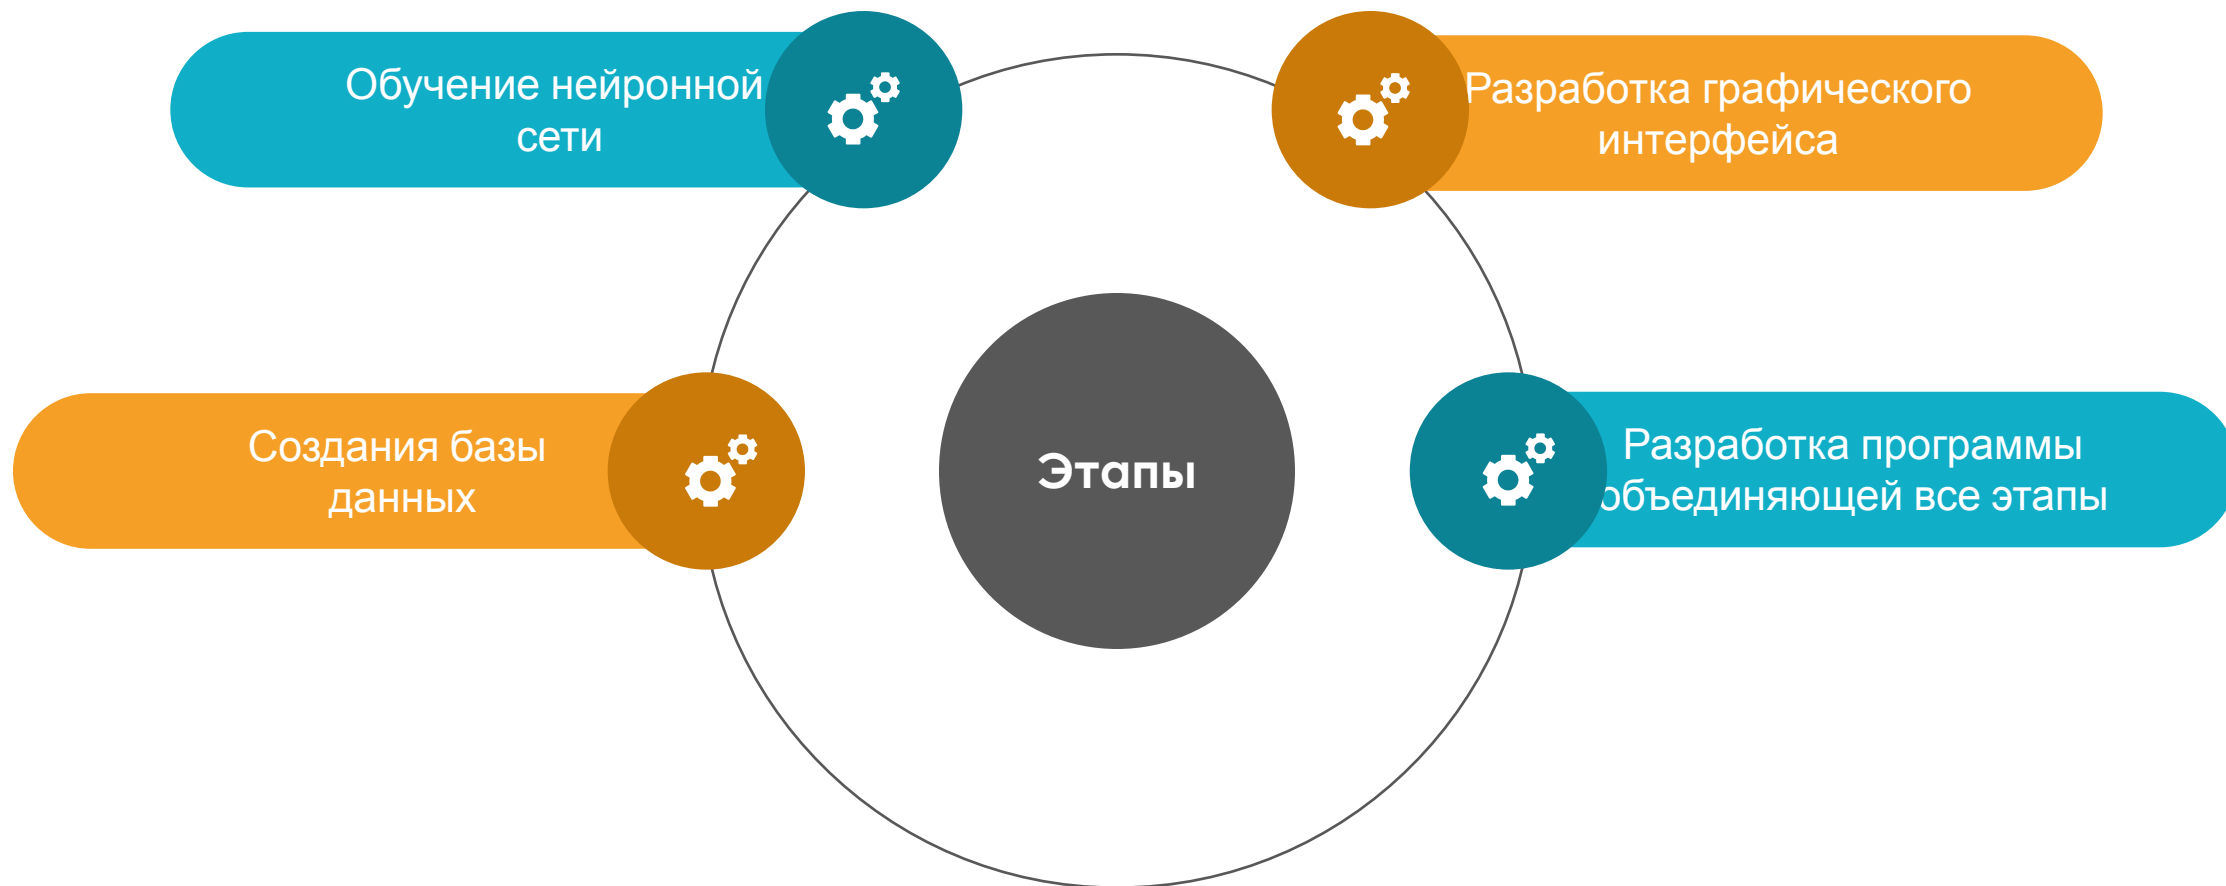 Обучение нейронной
сети
Разработка графического
интерфейса
Создания базы
данных
Этапы
Разработка программы
объединяющей все этапы